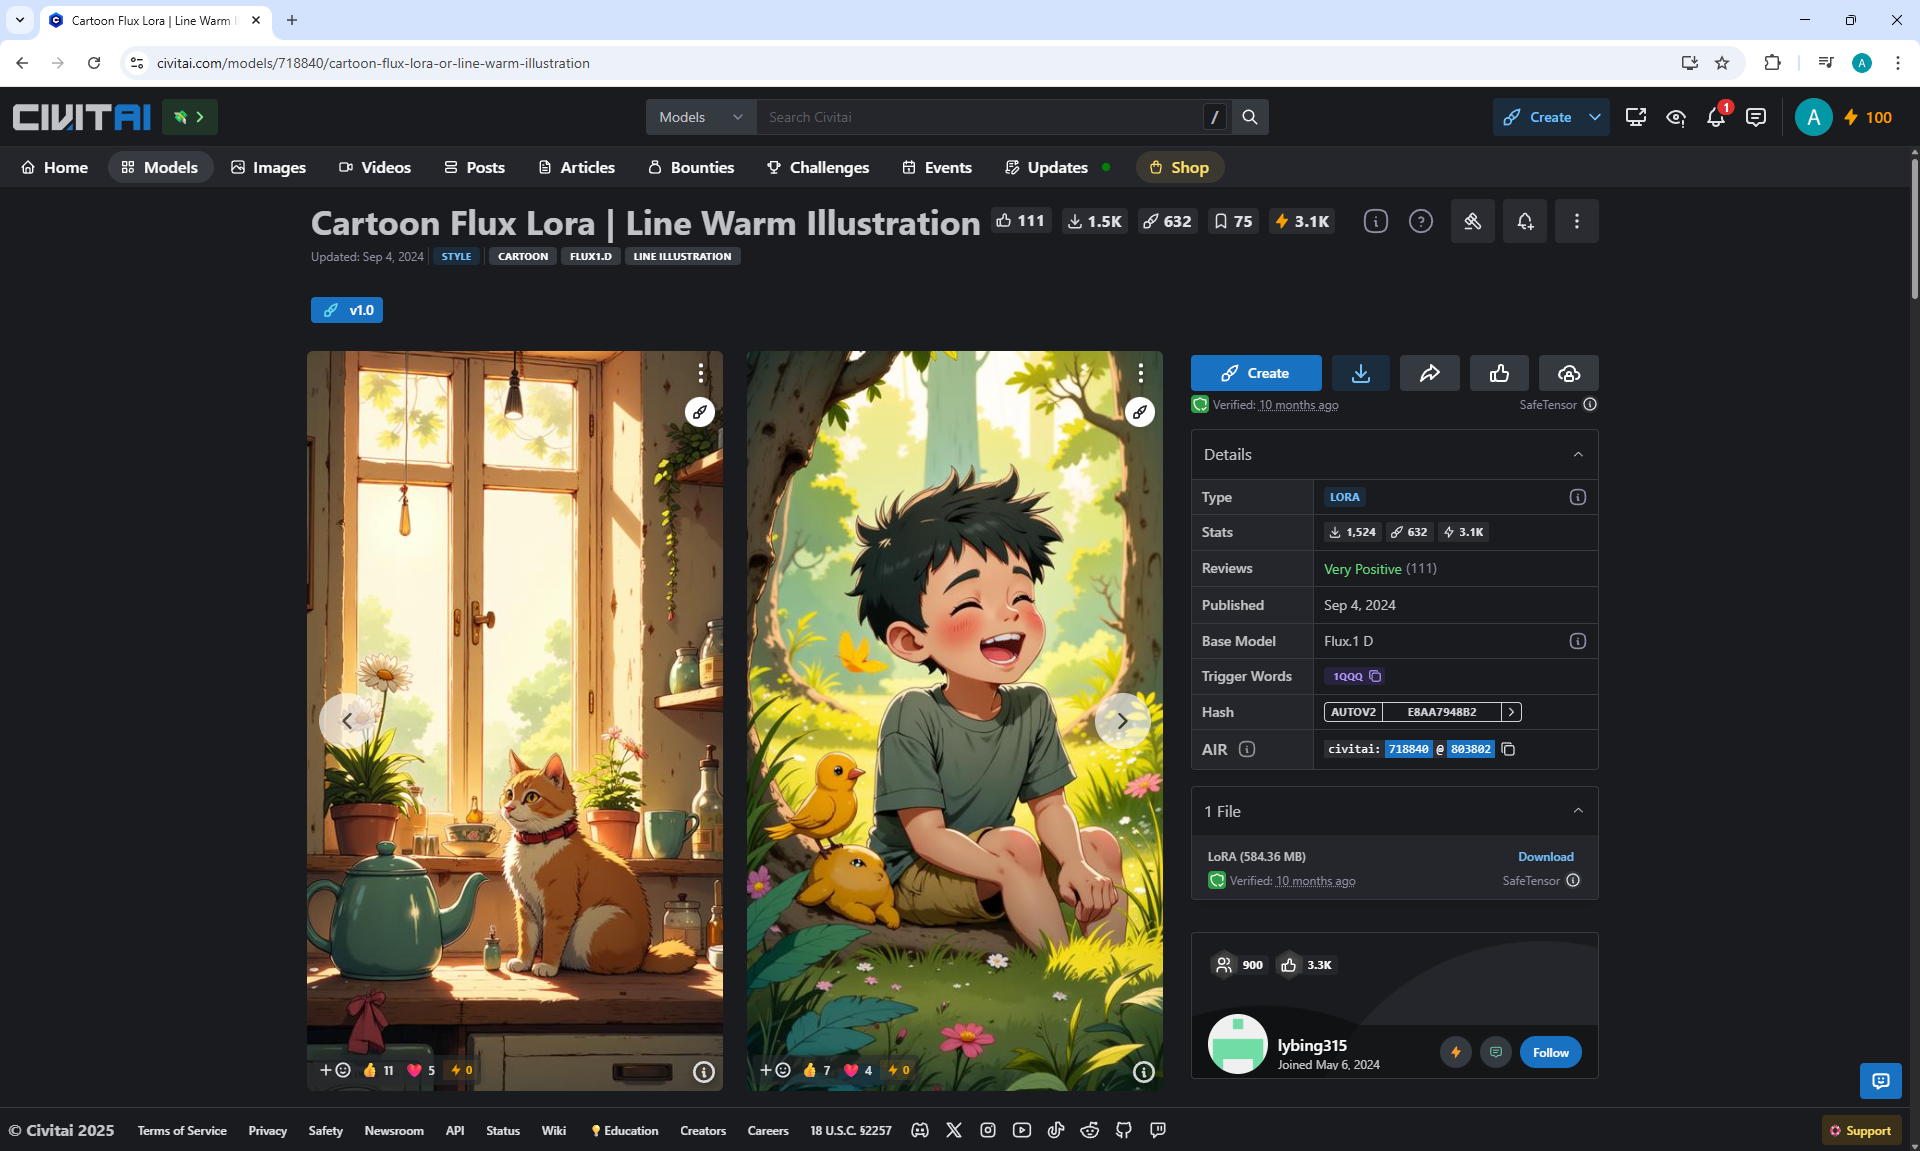 Cartoon Flux Lora | Line Warm I
civitai.com/models/718840/cartoon-flux-lora-or-line-warm-illustration
A
CIVITAI
Models
Search Civitai
/
Create
1
A
100
Home
Models
Images
Videos
Posts
Articles
Bounties
Challenges
Events
Updates
Shop
Cartoon Flux Lora | Line Warm Illustration
111
1.5K
632
75
3.1K
Updated: Sep 4, 2024
STYLE
CARTOON
FLUX1.D
LINE ILLUSTRATION
v1.0
Create
Verified: 10 months ago
SafeTensor
Details
Type
LORA
Stats
1,524
632
3.1K
Reviews
Very Positive (111)
Published
Sep 4, 2024
Base Model
Flux.1 D
Trigger Words
1QQQ
Hash
AUTOV2
E8AA7948B2
AIR
civitai: 718840 @ 803802
1 File
LoRA (584.36 MB)
Download
Verified: 10 months ago
SafeTensor
900
3.3K
lybing315
Joined May 6, 2024
Follow
11
5
0
7
4
0
© Civitai 2025
Terms of Service
Privacy
Safety
Newsroom
API
Status
Wiki
Education
Creators
Careers
18 U.S.C. §2257
Support